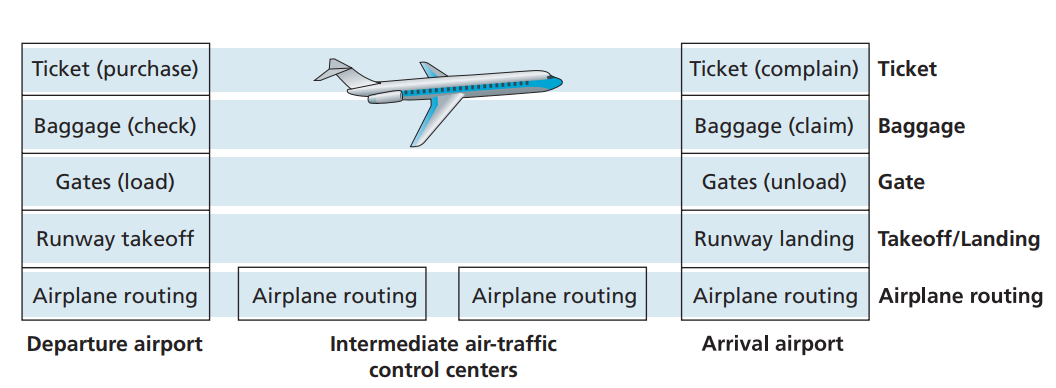 Ticket (purchase) Ticket (complain) Ticket
Baggage (check) Baggage (claim) Baggage
Gates (load) Gates (unload) Gate
Runway takeoff Runway landing Takeoff/Landing
Airplane routing Airplane routing Airplane routing Airplane routing Airplane routing
Departure airport Intermediate air-traffic Arrival airport
control centers